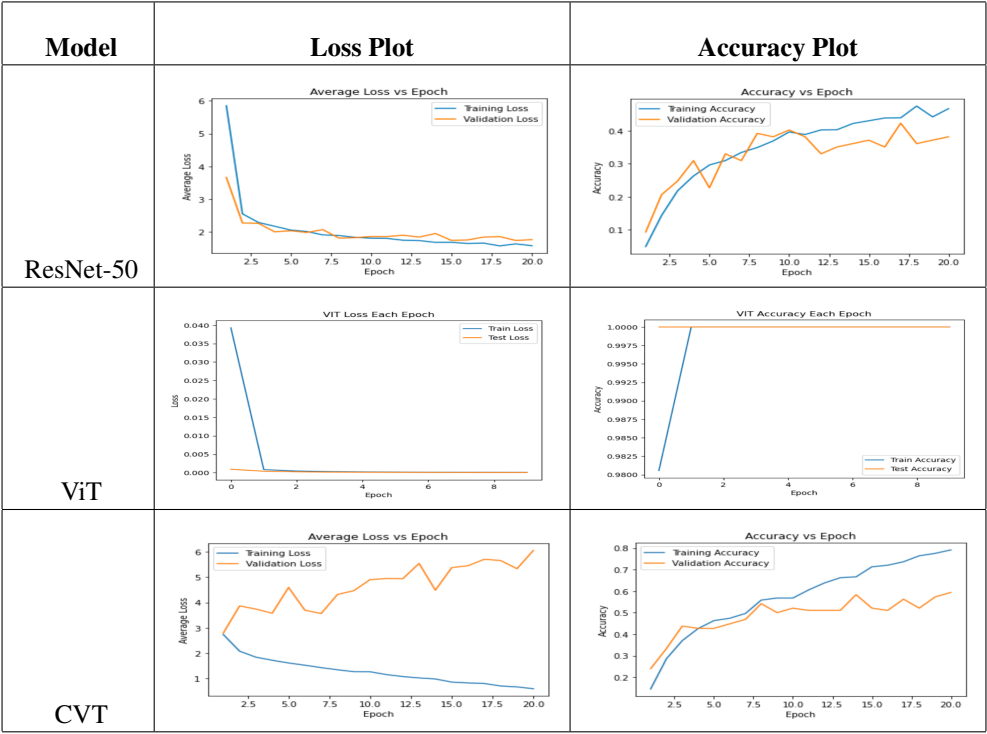 Model Loss Plot Accuracy Plot
ResNet-50
Average Loss vs Epoch
Training Loss
Validation Loss
Average Loss
6
5
4
3
2
2.5 5.0 7.5 10.0 12.5 15.0 17.5 20.0
Epoch
Accuracy vs Epoch
Training Accuracy
Validation Accuracy
Accuracy
0.4
0.3
0.2
0.1
2.5 5.0 7.5 10.0 12.5 15.0 17.5 20.0
Epoch
ViT
VIT Loss Each Epoch
Train Loss
Test Loss
Loss
0.040
0.035
0.030
0.025
0.020
0.015
0.010
0.005
0.000
0 2 4 6 8
Epoch
VIT Accuracy Each Epoch
Accuracy
1.0000
0.9975
0.9950
0.9925
0.9900
0.9875
0.9850
0.9825
0.9800
Train Accuracy
Test Accuracy
0 2 4 6 8
Epoch
CVT
Average Loss vs Epoch
Training Loss
Validation Loss
Average Loss
6
5
4
3
2
1
2.5 5.0 7.5 10.0 12.5 15.0 17.5 20.0
Epoch
Accuracy vs Epoch
Training Accuracy
Validation Accuracy
Accuracy
0.8
0.7
0.6
0.5
0.4
0.3
0.2
2.5 5.0 7.5 10.0 12.5 15.0 17.5 20.0
Epoch